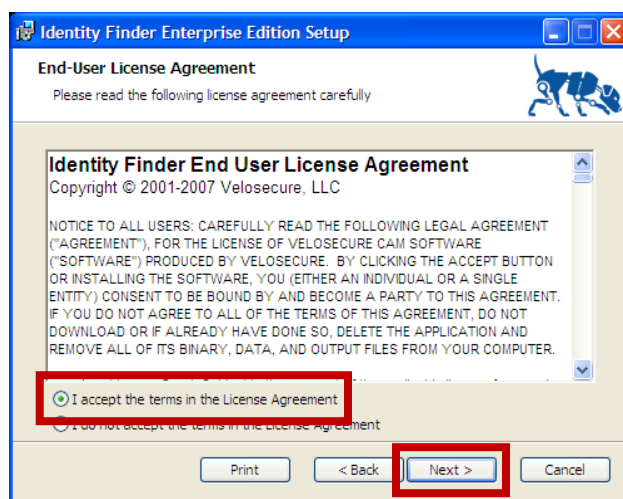 Identity Finder Enterprise Edition Setup
End-User License Agreement
Please read the following license agreement carefully
Identity Finder End User License Agreement
Copyright © 2001-2007 Velosecure, LLC
NOTICE TO ALL USERS: CAREFULLY READ THE FOLLOWING LEGAL AGREEMENT
("AGREEMENT"), FOR THE LICENSE OF VELOSECURE CAM SOFTWARE
("SOFTWARE") PRODUCED BY VELOSECURE. BY CLICKING THE ACCEPT BUTTON
OR INSTALLING THE SOFTWARE, YOU (EITHER AN INDIVIDUAL OR A SINGLE
ENTITY) CONSENT TO BE BOUND BY AND BECOME A PARTY TO THIS AGREEMENT.
IF YOU DO NOT AGREE TO ALL OF THE TERMS OF THIS AGREEMENT, DO NOT
DOWNLOAD OR IF ALREADY HAVE DONE SO, DELETE THE APPLICATION AND
REMOVE ALL OF ITS BINARY, DATA, AND OUTPUT FILES FROM YOUR COMPUTER.
I accept the terms in the License Agreement
I do not accept the terms in the License Agreement
Print < Back Next > Cancel